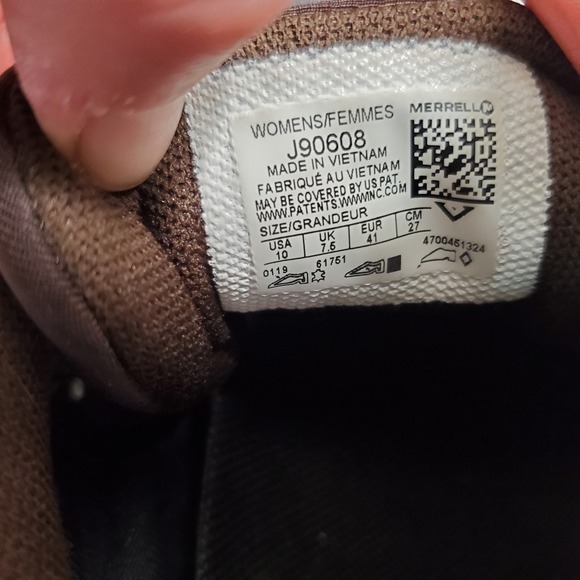 WOMENS/FEMMES
MERRELL
J90608
MADE IN VIETNAM
FABRIQUÉ AU VIETNAM
MAY BE COVERED BY US PAT.
WWW.PATENTS.WWWINC.COM
SIZE/GRANDEUR
USA UK EUR CM
10 7.5 41 27
0119 61751 4700461324